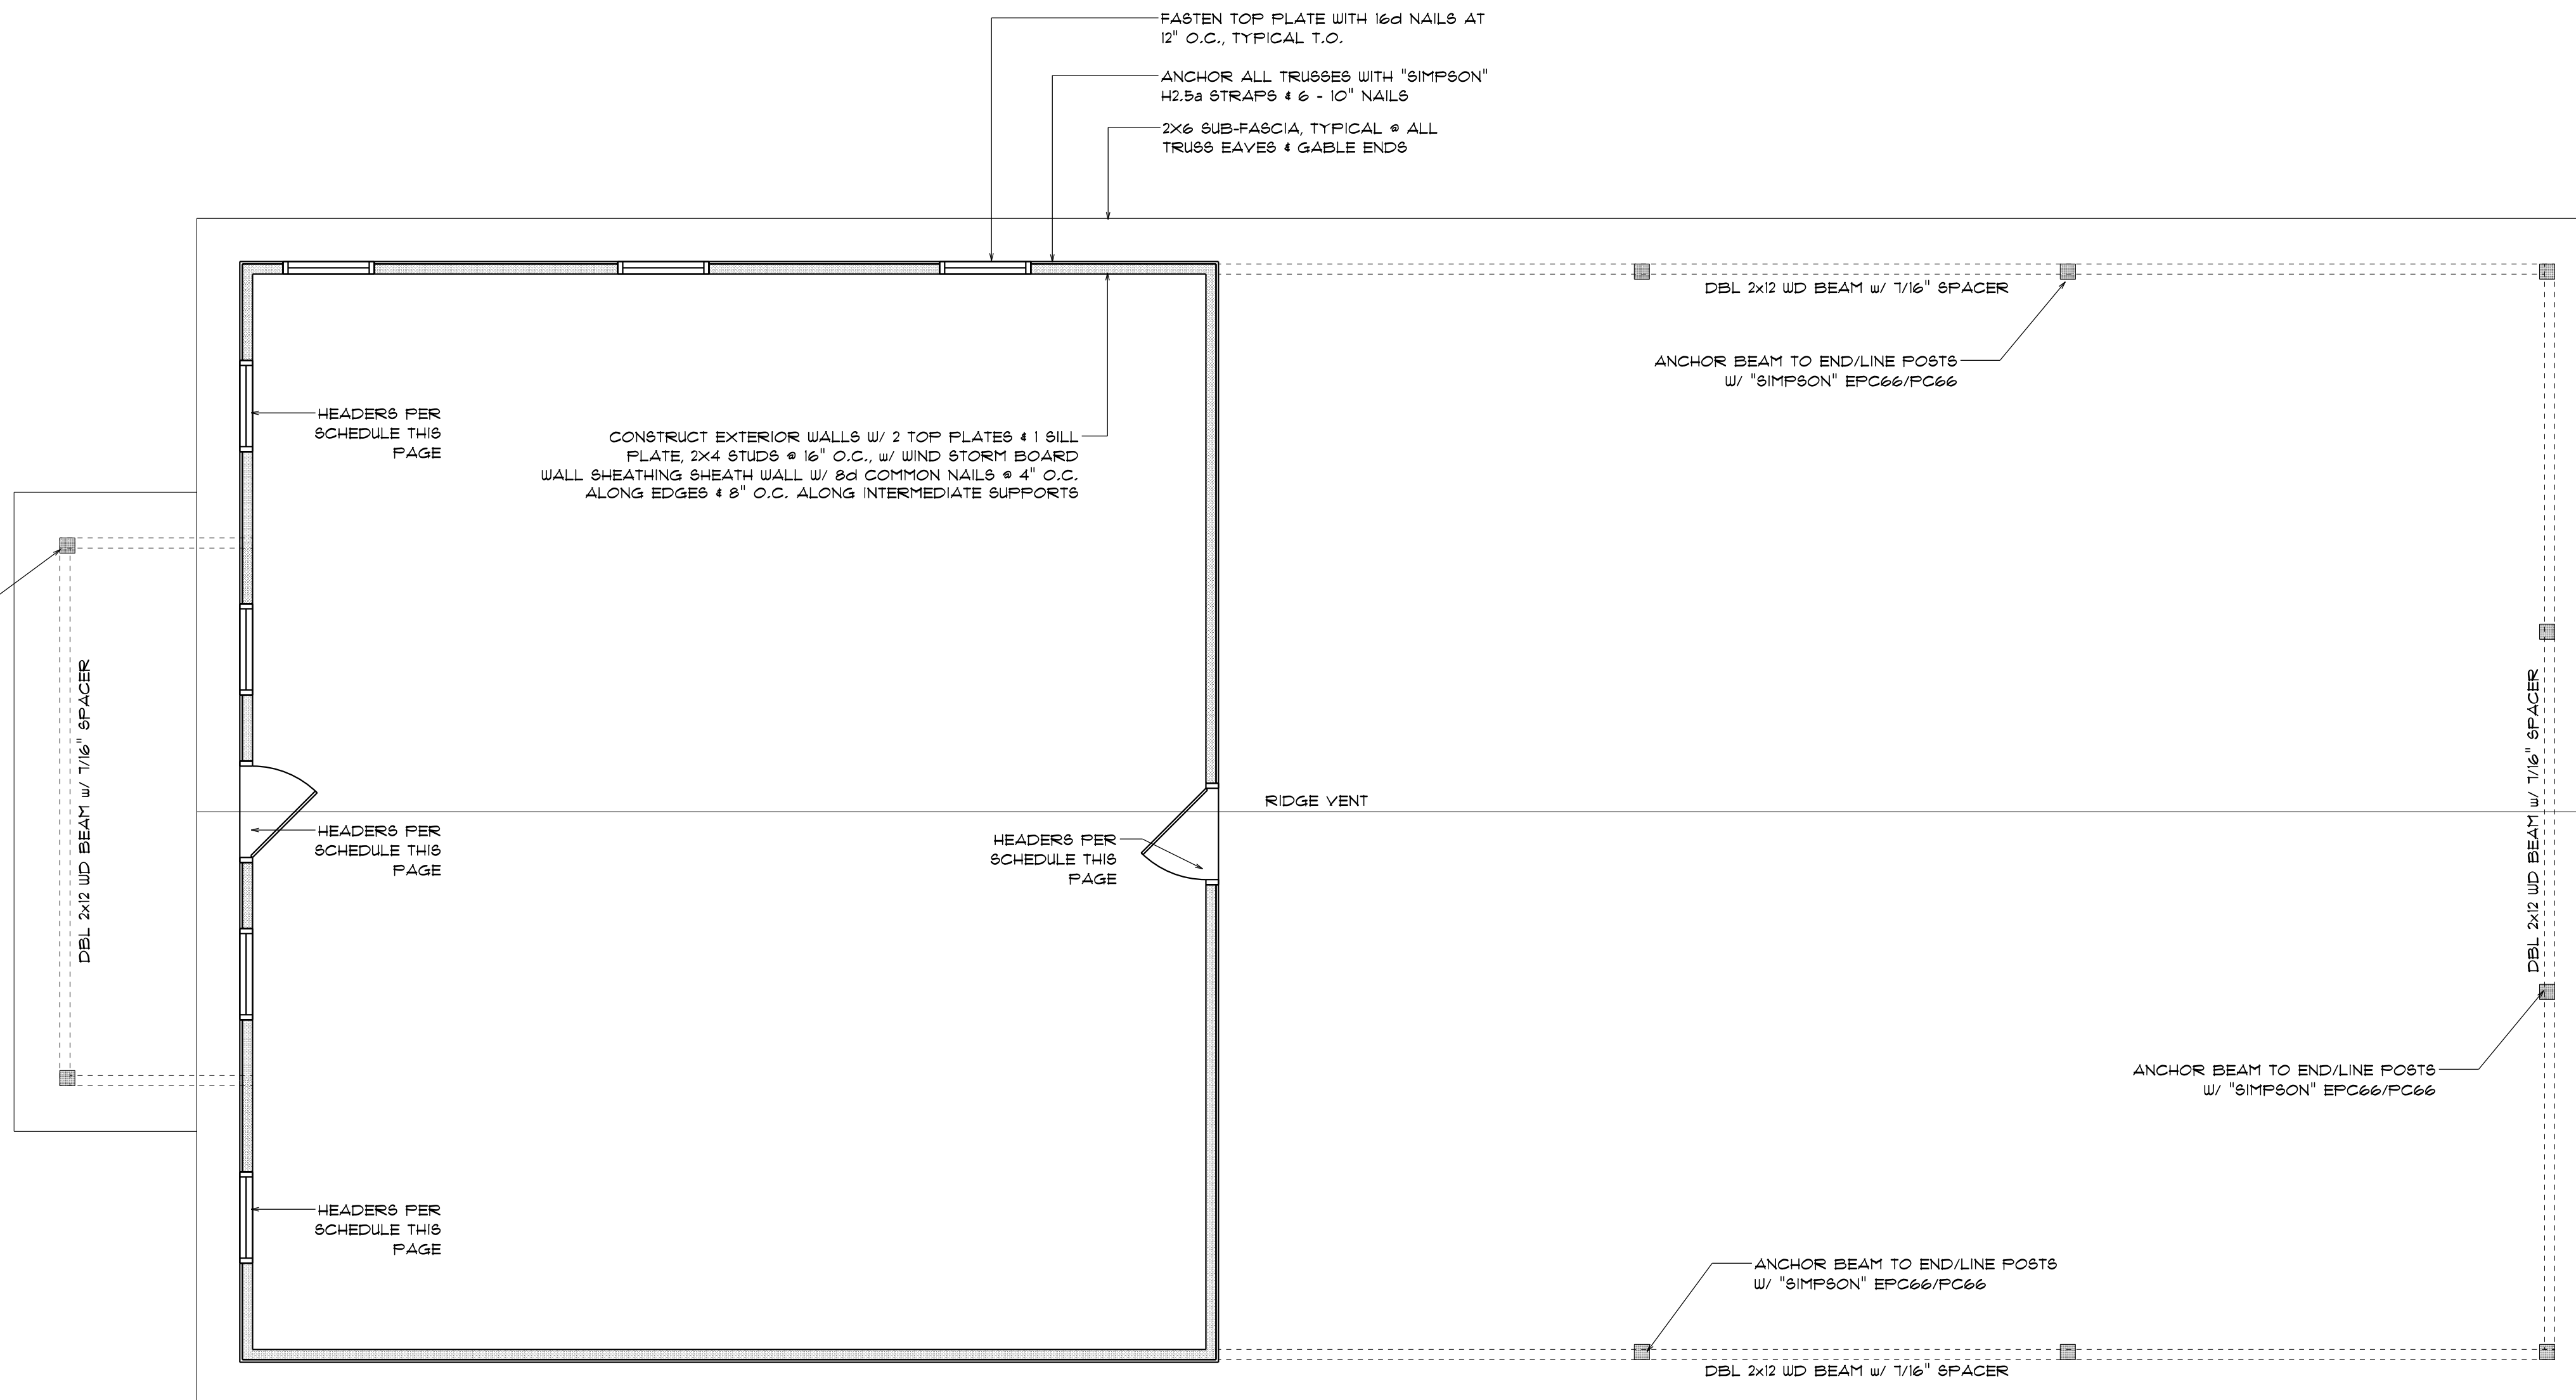 FASTEN TOP PLATE WITH 16d NAILS AT
12" O.C., TYPICAL T.O.
ANCHOR ALL TRUSSES WITH "SIMPSON"
H2.5a STRAPS & 6 - 10" NAILS
2X6 SUB-FASCIA, TYPICAL @ ALL
TRUSS EAVES & GABLE ENDS
DBL 2x12 WD BEAM w/ 7/16" SPACER
ANCHOR BEAM TO END/LINE POSTS
W/ "SIMPSON" EPC66/PC66
HEADERS PER
SCHEDULE THIS
PAGE
CONSTRUCT EXTERIOR WALLS W/ 2 TOP PLATES & 1 SILL
PLATE, 2X4 STUDS @ 16" O.C., w/ WIND STORM BOARD
WALL SHEATHING SHEATH WALL W/ 8d COMMON NAILS @ 4" O.C.
ALONG EDGES & 8" O.C. ALONG INTERMEDIATE SUPPORTS
DBL 2x12 WD BEAM w/ 7/16" SPACER
DBL 2x12 WD BEAM w/ 7/16" SPACER
RIDGE VENT
HEADERS PER
SCHEDULE THIS
PAGE
HEADERS PER
SCHEDULE THIS
PAGE
ANCHOR BEAM TO END/LINE POSTS
W/ "SIMPSON" EPC66/PC66
HEADERS PER
SCHEDULE THIS
PAGE
ANCHOR BEAM TO END/LINE POSTS
W/ "SIMPSON" EPC66/PC66
DBL 2x12 WD BEAM w/ 7/16" SPACER